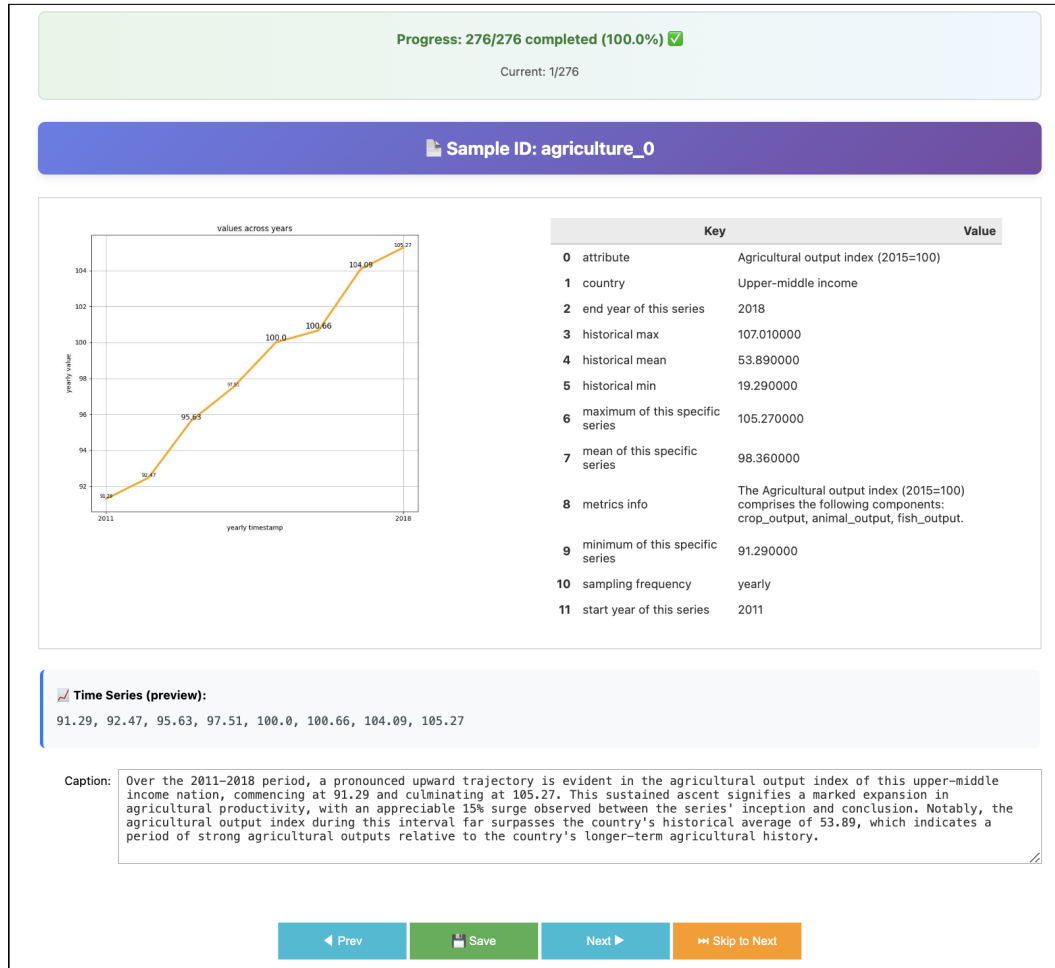 Progress: 276/276 completed (100.0%) ✅
Current: 1/276
📄 Sample ID: agriculture_0
values across years
105.27
104.09
104
102
100.66
100.0
100
98
97.51
96
95.63
94
92.47
92
91.29
2011
2018
yearly value
yearly timestamp
Key Value
0 attribute Agricultural output index (2015=100)
1 country Upper-middle income
2 end year of this series 2018
3 historical max 107.010000
4 historical mean 53.890000
5 historical min 19.290000
6 maximum of this specific
series 105.270000
7 mean of this specific
series 98.360000
8 metrics info The Agricultural output index (2015=100)
comprises the following components:
crop_output, animal_output, fish_output.
9 minimum of this specific
series 91.290000
10 sampling frequency yearly
11 start year of this series 2011
📈 Time Series (preview):
91.29, 92.47, 95.63, 97.51, 100.0, 100.66, 104.09, 105.27
Caption:
Over the 2011–2018 period, a pronounced upward trajectory is evident in the agricultural output index of this upper-middle
income nation, commencing at 91.29 and culminating at 105.27. This sustained ascent signifies a marked expansion in
agricultural productivity, with an appreciable 15% surge observed between the series' inception and conclusion. Notably, the
agricultural output index during this interval far surpasses the country's historical average of 53.89, which indicates a
period of strong agricultural outputs relative to the country's longer-term agricultural history.
◀ Prev
💾 Save
Next ▶
⏭ Skip to Next